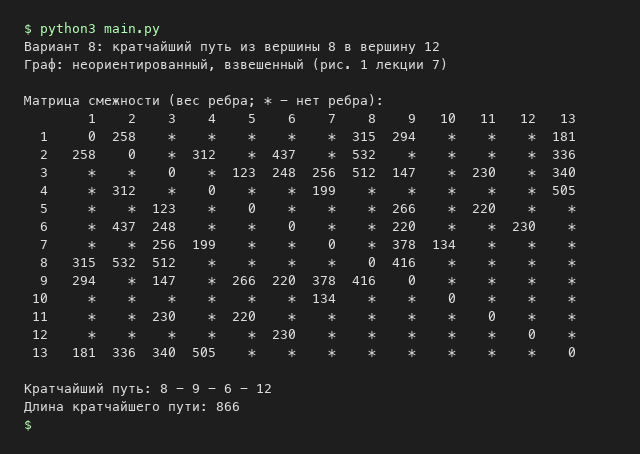 $ python3 main.py
Вариант 8: кратчайший путь из вершины 8 в вершину 12
Граф: неориентированный, взвешенный (рис. 1 лекции 7)
Матрица смежности (вес ребра; * − нет ребра):
1 2 3 4 5 6 7 8 9 10 11 12 13
1 0 258 * * * * * 315 294 * * * 181
2 258 0 * 312 * 437 * 532 * * * * 336
3 * * 0 * 123 248 256 512 147 * 230 * 340
4 * 312 * 0 * * 199 * * * * * 505
5 * * 123 * 0 * * * 266 * 220 * *
6 * 437 248 * * 0 * * 220 * * 230 *
7 * * 256 199 * * 0 * 378 134 * * *
8 315 532 512 * * * * 0 416 * * * *
9 294 * 147 * 266 220 378 416 0 * * * *
10 * * * * * * 134 * * 0 * * *
11 * * 230 * 220 * * * * * 0 * *
12 * * * * * 230 * * * * * 0 *
13 181 336 340 505 * * * * * * * * 0
Кратчайший путь: 8 − 9 − 6 − 12
Длина кратчайшего пути: 866
$